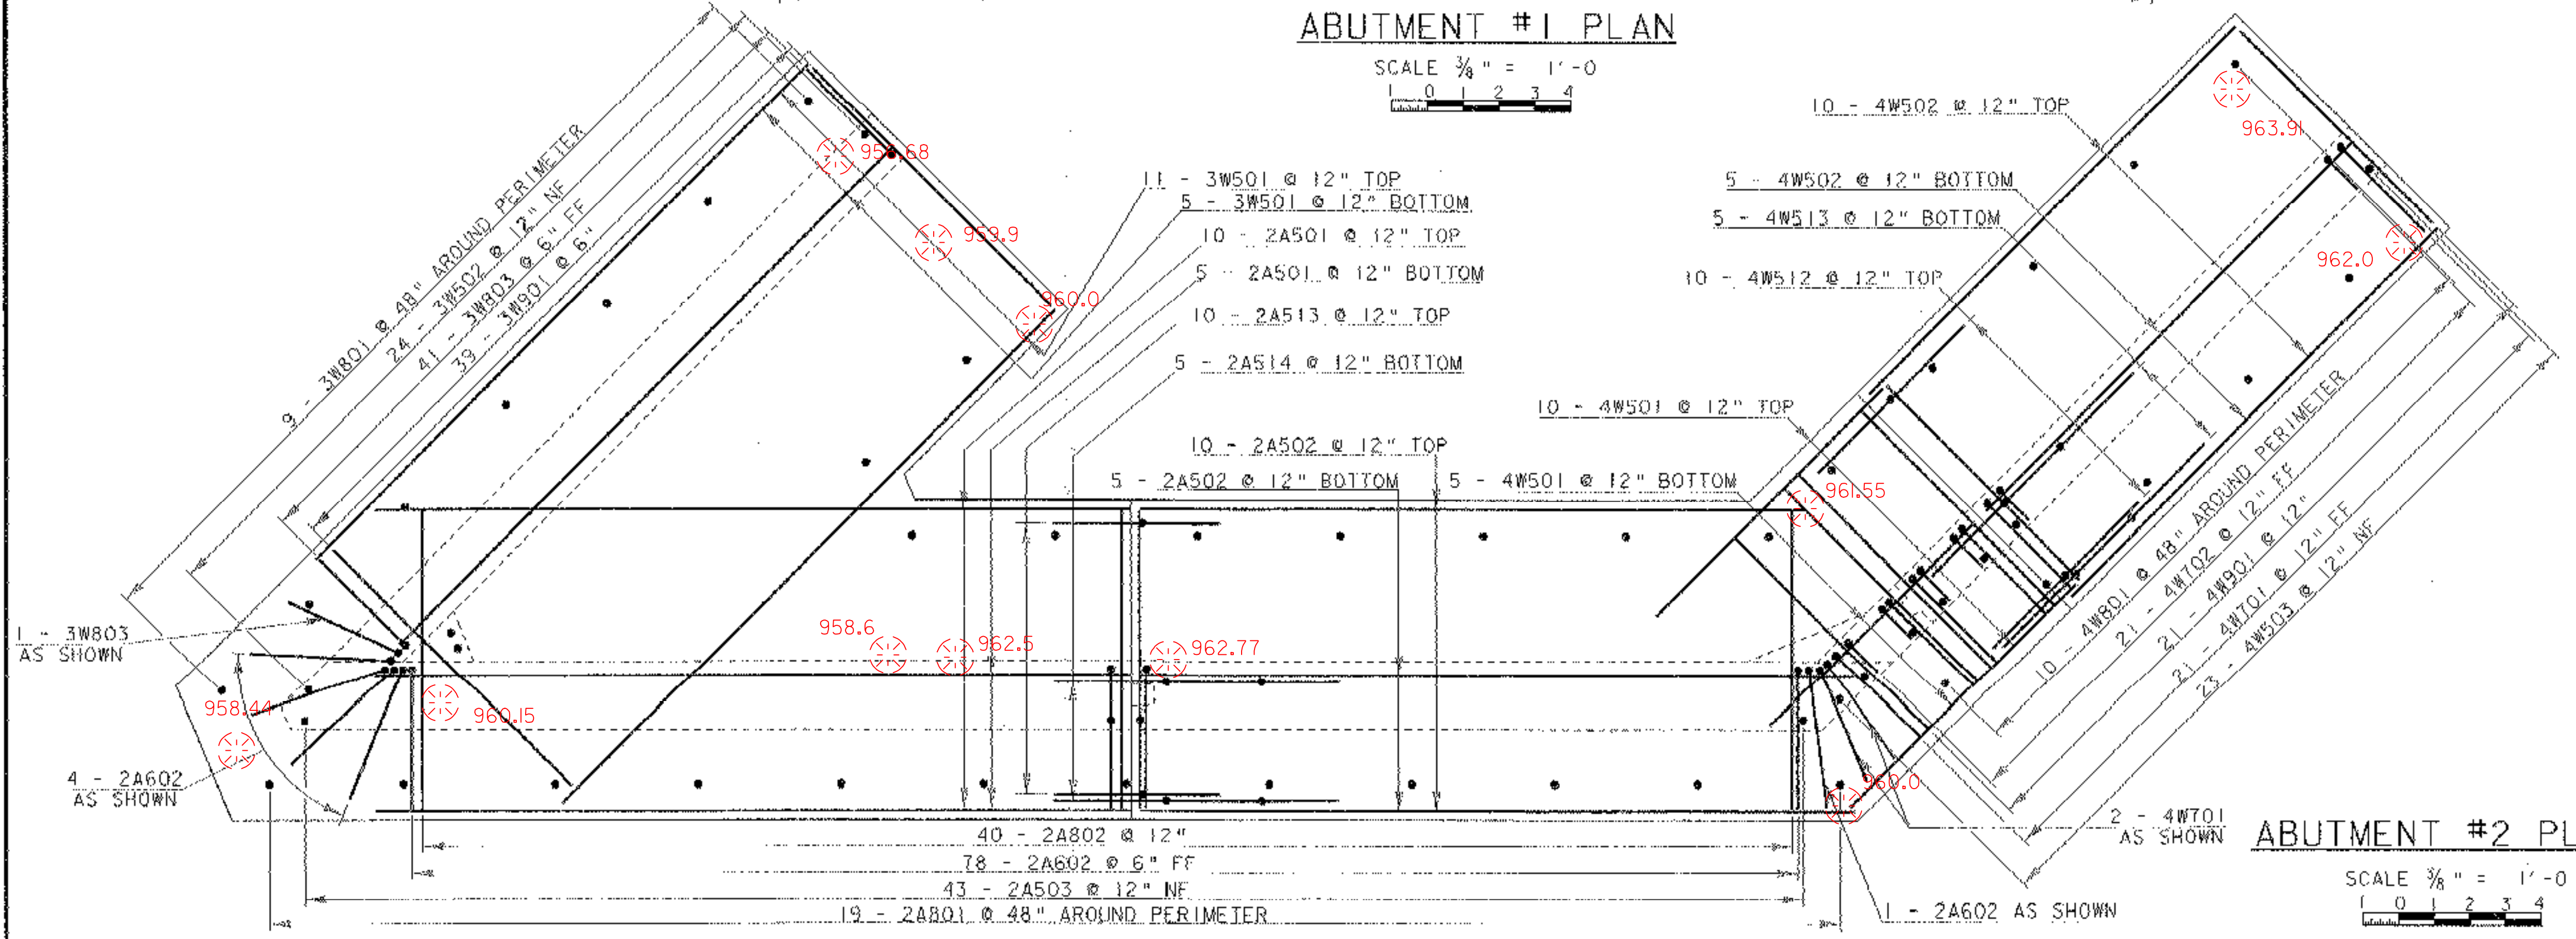 ABUTMENT #1 PLAN
SCALE 3/8" = 1'-0
1 0 1 2 3 4
9 - 3W801 @ 48" AROUND PERIMETER
24 - 3W502 @ 12" NF
41 - 3W803 @ 6" FF
39 - 3W901 @ 6"
959.9
960.0
11 - 3W501 @ 12" TOP
5 - 3W501 @ 12" BOTTOM
10 - 2A501 @ 12" TOP
5 - 2A501 @ 12" BOTTOM
10 - 2A513 @ 12" TOP
5 - 2A514 @ 12" BOTTOM
10 - 2A502 @ 12" TOP
5 - 2A502 @ 12" BOTTOM
10 - 4W502 @ 12" TOP
5 - 4W502 @ 12" BOTTOM
5 - 4W513 @ 12" BOTTOM
10 - 4W512 @ 12" TOP
10 - 4W501 @ 12" TOP
5 - 4W501 @ 12" BOTTOM
963.91
962.0
961.55
10 - 4W801 @ 48" AROUND PERIMETER
21 - 4W702 @ 12" FF
21 - 4W901 @ 12"
21 - 4W701 @ 12" FF
23 - 4W503 @ 12" NF
1 - 3W803
AS SHOWN
958.6
962.5
962.77
958.44
960.15
960.0
4 - 2A602
AS SHOWN
40 - 2A802 @ 12"
78 - 2A602 @ 6" FF
43 - 2A503 @ 12" NF
19 - 2A801 @ 48" AROUND PERIMETER
2 - 4W701
AS SHOWN
1 - 2A602 AS SHOWN
ABUTMENT #2 PL
SCALE 3/8" = 1'-0
1 0 1 2 3 4